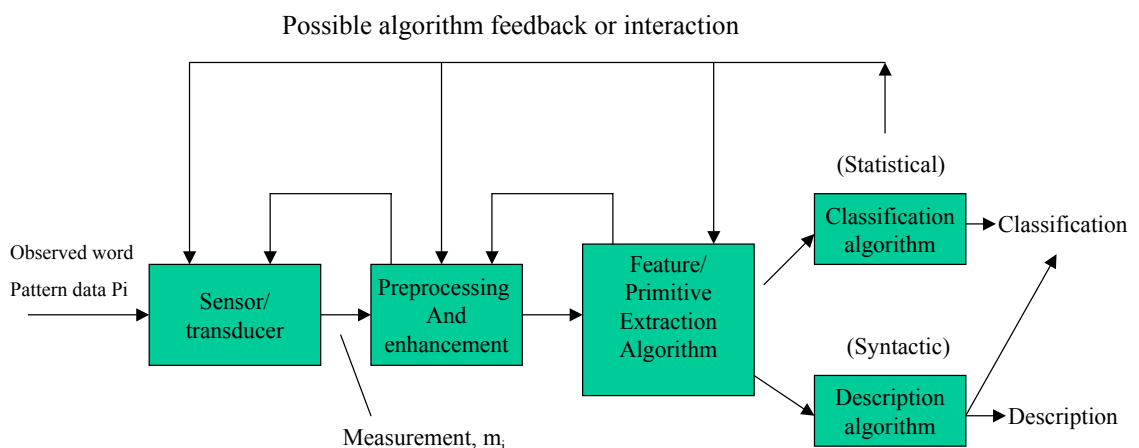 Possible algorithm feedback or interaction
(Statistical)
Classification
algorithm
Classification
Observed word
Pattern data Pi
Sensor/
transducer
Preprocessing
And
enhancement
Feature/
Primitive
Extraction
Algorithm
(Syntactic)
Description
algorithm
Description
Measurement, mi